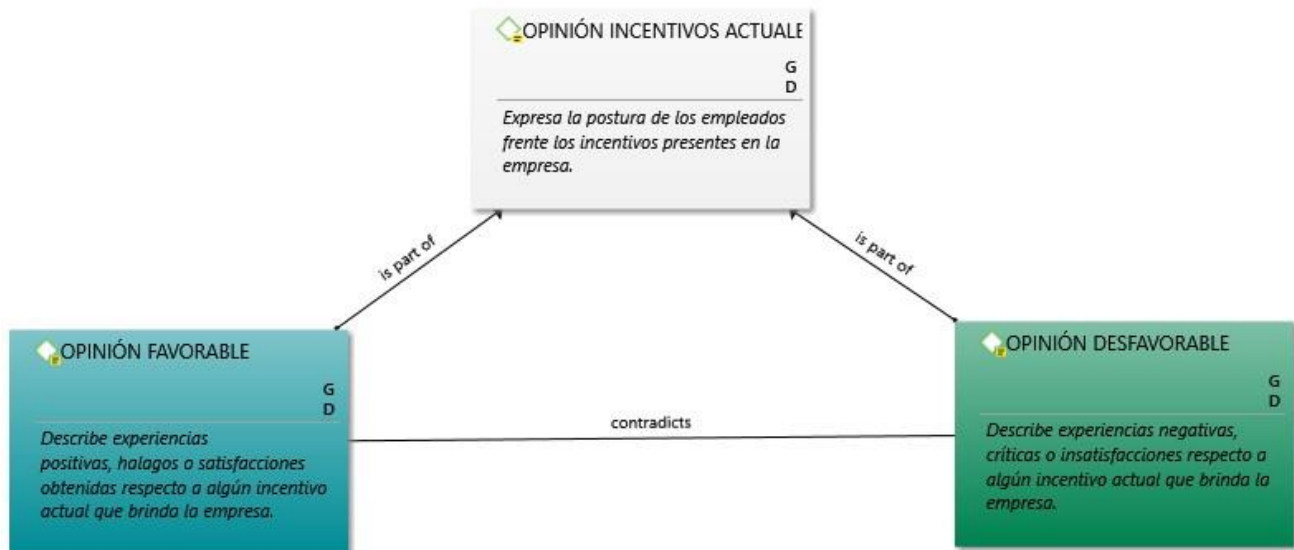 OPINIÓN INCENTIVOS ACTUALE
G
D
Expresa la postura de los empleados
frente los incentivos presentes en la
empresa.
is part of
is part of
OPINIÓN FAVORABLE
G
D
Describe experiencias
positivas, halagos o satisfacciones
obtenidas respecto a algún incentivo
actual que brinda la empresa.
contradicts
OPINIÓN DESFAVORABLE
G
D
Describe experiencias negativas,
críticas o insatisfacciones respecto a
algún incentivo actual que brinda la
empresa.